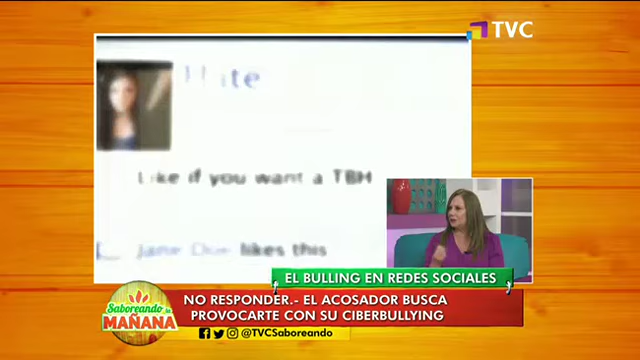 TVC
Hate
Like if you want a TBH
Jane Doe likes this
EL BULLING EN REDES SOCIALES
NO RESPONDER.- EL ACOSADOR BUSCA
PROVOCARTE CON SU CIBERBULLYING
Saboreando la
MAÑANA
@TVCSaboreando